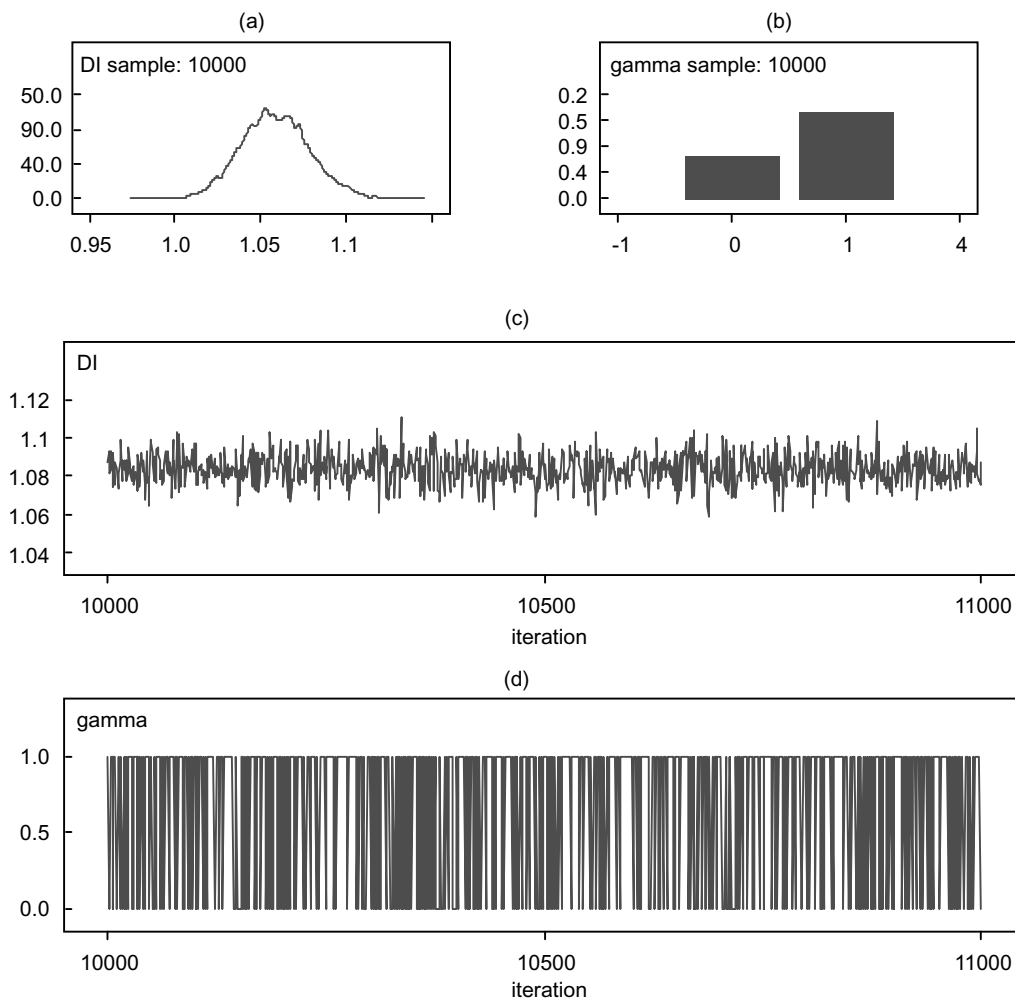 (a)
DI sample: 10000
50.0
90.0
40.0
0.0
0.95 1.0 1.05 1.1
(b)
gamma sample: 10000
0.2
0.5
0.9
0.4
0.0
-1 0 1 4
(c)
DI
1.12
1.1
1.08
1.06
1.04
10000 10500 11000
iteration
(d)
gamma
1.0
0.5
0.0
10000 10500 11000
iteration